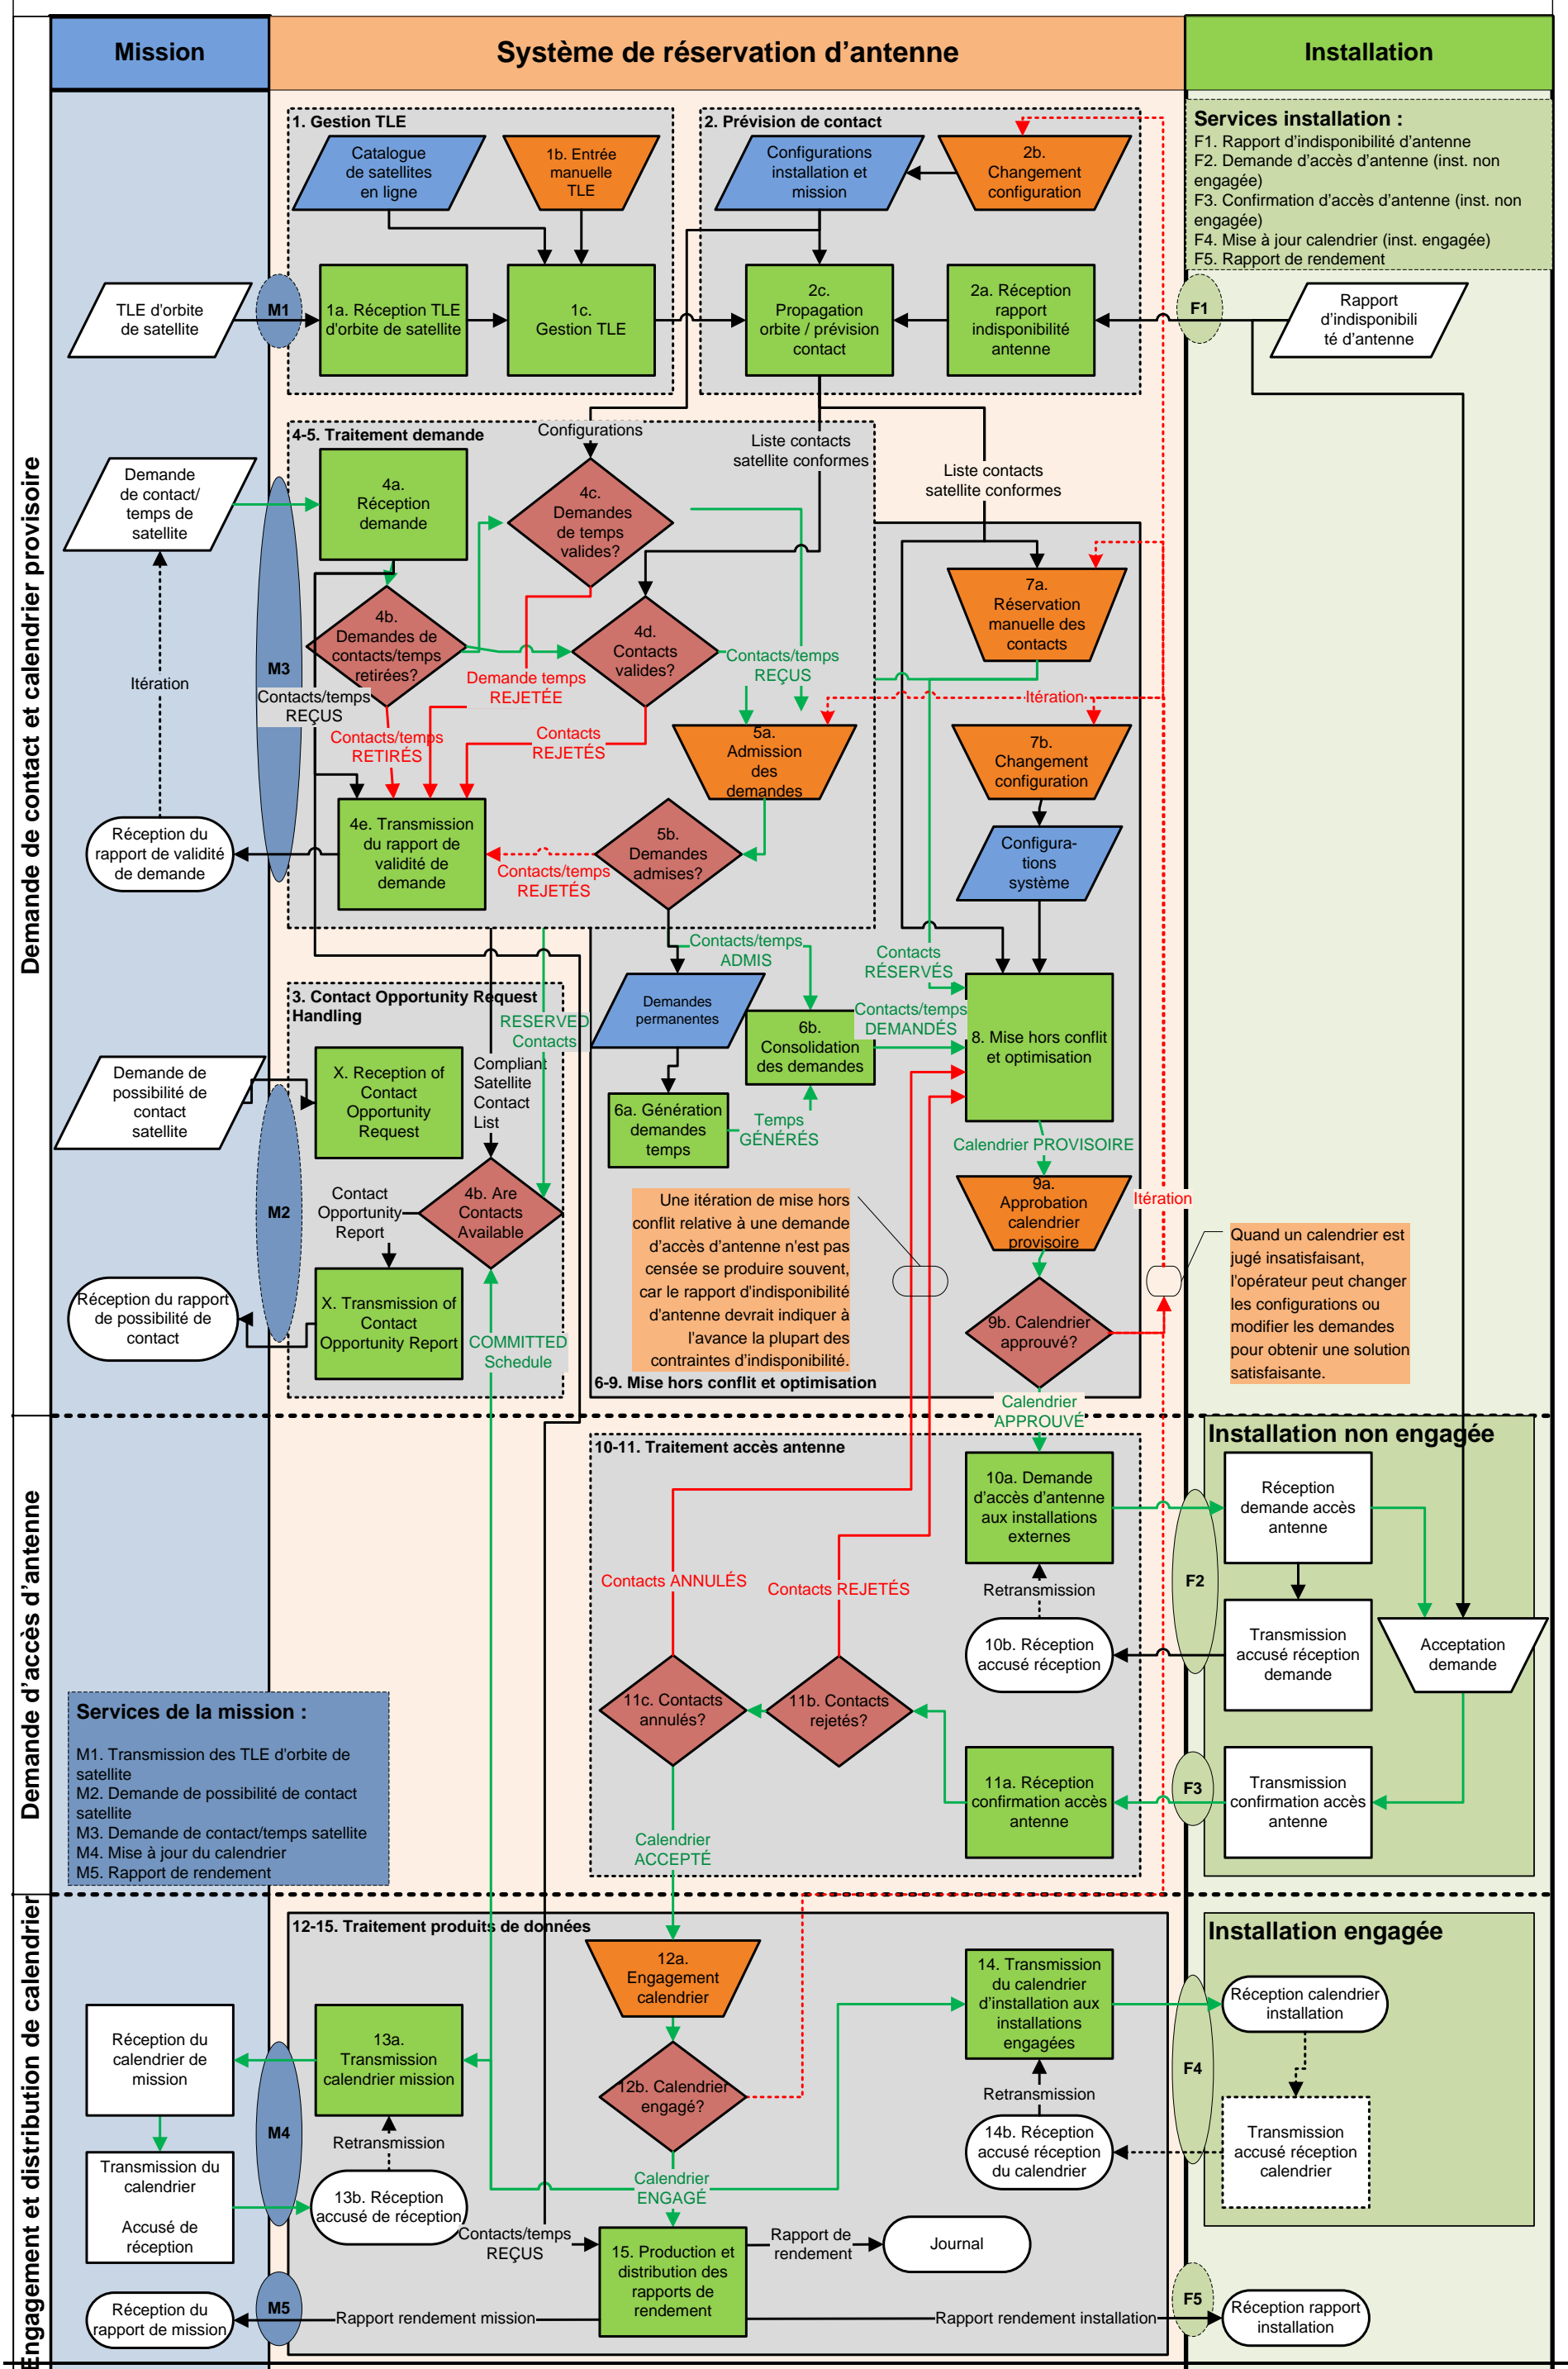 Mission
Système de réservation d'antenne
Installation
Demande de contact et calendrier provisoire
1. Gestion TLE
Catalogue
de satellites
en ligne
1b. Entrée
manuelle
TLE
2. Prévision de contact
Configurations
installation et
mission
2b.
Changement
configuration
Services installation :
F1. Rapport d'indisponibilité d'antenne
F2. Demande d'accès d'antenne (inst. non
engagée)
F3. Confirmation d'accès d'antenne (inst. non
engagée)
F4. Mise à jour calendrier (inst. engagée)
F5. Rapport de rendement
TLE d'orbite
de satellite
M1
1a. Réception TLE
d'orbite de satellite
1c.
Gestion TLE
2c.
Propagation
orbite / prévision
contact
2a. Réception
rapport
indisponibilité
antenne
F1
Rapport
d'indisponibili
té d'antenne
4-5. Traitement demande
Configurations
Liste contacts
satellite conformes
Liste contacts
satellite conformes
Demande
de contact/
temps de
satellite
4a.
Réception
demande
4c.
Demandes
de temps
valides?
7a.
Réservation
manuelle des
contacts
4b.
Demandes de
contacts/temps
retirées?
4d.
Contacts
valides?
Itération
M3
Contacts/temps
REÇUS
Demande temps
REJETÉE
Contacts/temps
REÇUS
Itération
Contacts/temps
RETIRÉS
Contacts
REJETÉS
5a.
Admission
des
demandes
7b.
Changement
configuration
Réception du
rapport de validité
de demande
4e. Transmission
du rapport de
validité de
demande
Contacts/temps
REJETÉS
5b.
Demandes
admises?
Configura-
tions
système
Contacts/temps
ADMIS
Contacts
RÉSERVÉS
3. Contact Opportunity Request
Handling
RESERVED
Contacts
Demandes
permanentes
6b.
Consolidation
des demandes
Contacts/temps
DEMANDÉS
8. Mise hors conflit
et optimisation
Demande de
possibilité de
contact
satellite
X. Reception of
Contact
Opportunity
Request
Compliant
Satellite
Contact
List
6a. Génération
demandes
temps
Temps
GÉNÉRÉS
Calendrier PROVISOIRE
M2
Contact
Opportunity
Report
4b. Are
Contacts
Available
Une itération de mise hors
conflit relative à une demande
d'accès d'antenne n'est pas
censée se produire souvent,
car le rapport d'indisponibilité
d'antenne devrait indiquer à
l'avance la plupart des
contraintes d'indisponibilité.
9a.
Approbation
calendrier
provisoire
Itération
Quand un calendrier est
jugé insatisfaisant,
l'opérateur peut changer
les configurations ou
modifier les demandes
pour obtenir une solution
satisfaisante.
Réception du rapport
de possibilité de
contact
X. Transmission of
Contact
Opportunity Report
COMMITTED
Schedule
9b. Calendrier
approuvé?
6-9. Mise hors conflit et optimisation
Calendrier
APPROUVÉ
Demande d'accès d'antenne
10-11. Traitement accès antenne
Installation non engagée
10a. Demande
d'accès d'antenne
aux installations
externes
Réception
demande accès
antenne
F2
Contacts ANNULÉS
Contacts REJETÉS
Retransmission
10b. Réception
accusé réception
Transmission
accusé réception
demande
Acceptation
demande
11c. Contacts
annulés?
11b. Contacts
rejetés?
Services de la mission :
M1. Transmission des TLE d'orbite de
satellite
M2. Demande de possibilité de contact
satellite
M3. Demande de contact/temps satellite
M4. Mise à jour du calendrier
M5. Rapport de rendement
11a. Réception
confirmation accès
antenne
F3
Transmission
confirmation accès
antenne
Calendrier
ACCEPTÉ
Engagement et distribution de calendrier
12-15. Traitement produits de données
Installation engagée
12a.
Engagement
calendrier
14. Transmission
du calendrier
d'installation aux
installations
engagées
Réception calendrier
installation
Réception du
calendrier de
mission
13a.
Transmission
calendrier mission
12b. Calendrier
engagé?
F4
M4
Retransmission
Retransmission
Transmission du
calendrier
Accusé de
réception
13b. Réception
accusé de réception
14b. Réception
accusé réception
du calendrier
Transmission
accusé réception
calendrier
Calendrier
ENGAGÉ
Contacts/temps
REÇUS
15. Production et
distribution des
rapports de
rendement
Rapport de
rendement
Journal
Réception du
rapport de mission
M5
Rapport rendement mission
Rapport rendement installation
F5
Réception rapport
installation